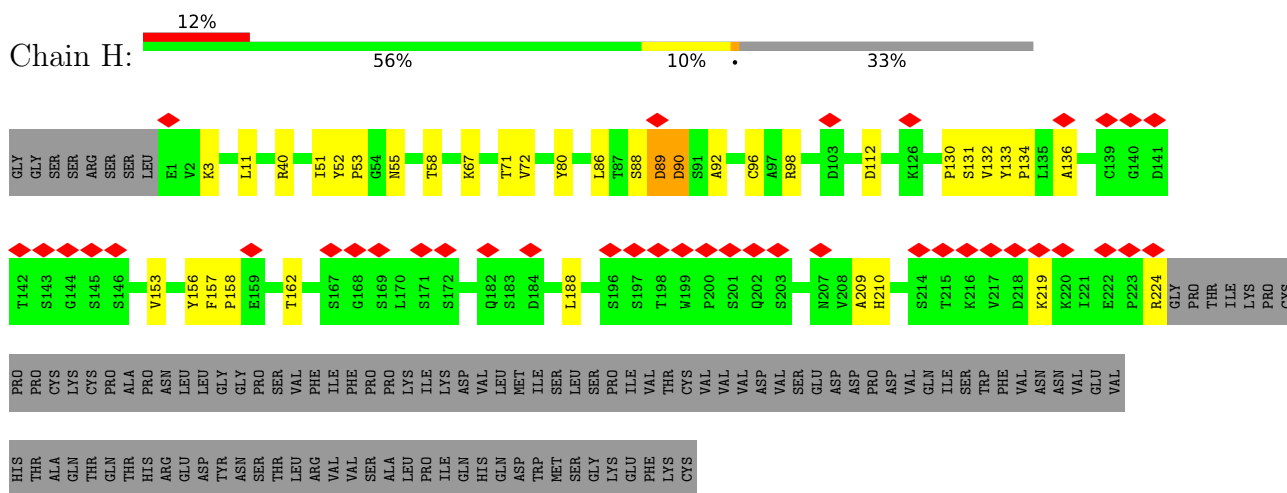 12%
Chain H:
56% 10% • 33%
GLY GLY SER SER ARG SER SER LEU E1 V2 K3 L11 R40 I51 Y52 P53 G54 N55 T58 K67 T71 V72 Y80 L86 T87 S88 D89 D90 S91 A92 C96 A97 R98 D103 D112 K126 P130 S131 V132 Y133 P134 L135 A136 C139 G140 D141
T142 S143 G144 S145 S146 V153 Y156 F157 P158 E159 T162 S167 G168 S169 L170 S171 S172 Q182 S183 D184 L188 S196 S197 T198 W199 P200 S201 Q202 S203 N207 V208 A209 H210 S214 T215 K216 V217 D218 K219 K220 I221 E222 P223 R224 GLY PRO THR ILE LYS PRO CYS
PRO PRO CYS LYS CYS PRO ALA PRO ASN LEU LEU GLY GLY PRO SER VAL PHE ILE PHE PRO PRO LYS ILE LYS ASP VAL LEU MET ILE SER LEU SER PRO ILE VAL THR CYS VAL VAL VAL ASP VAL SER GLU ASP ASP PRO ASP VAL GLN ILE SER TRP PHE VAL ASN ASN VAL GLU VAL
HIS THR ALA GLN THR GLN THR HIS ARG GLU ASP TYR ASN SER THR LEU ARG VAL VAL SER ALA LEU PRO ILE GLN HIS GLN ASP TRP MET SER GLY LYS GLU PHE LYS CYS